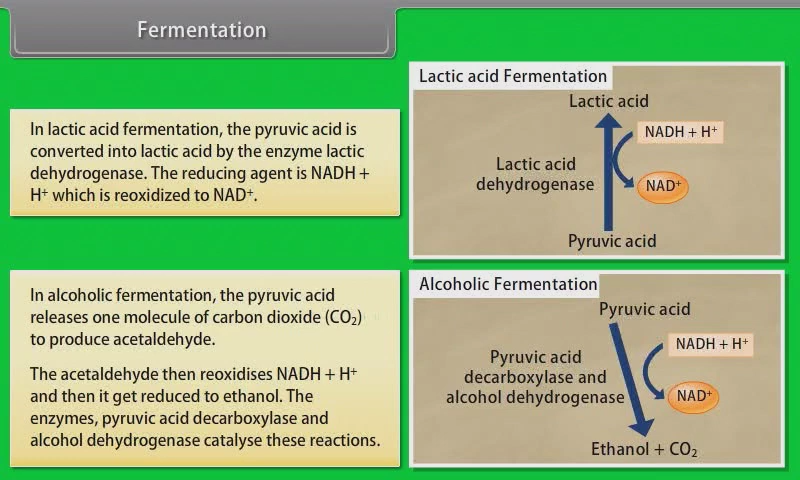 Fermentation
In lactic acid fermentation, the pyruvic acid is
converted into lactic acid by the enzyme lactic
dehydrogenase. The reducing agent is NADH +
H⁺ which is reoxidized to NAD⁺.
Lactic acid Fermentation
Lactic acid
NADH + H⁺
Lactic acid
dehydrogenase
NAD⁺
Pyruvic acid
In alcoholic fermentation, the pyruvic acid
releases one molecule of carbon dioxide (CO₂)
to produce acetaldehyde.
The acetaldehyde then reoxidises NADH + H⁺
and then it get reduced to ethanol. The
enzymes, pyruvic acid decarboxylase and
alcohol dehydrogenase catalyse these reactions.
Alcoholic Fermentation
Pyruvic acid
NADH + H⁺
Pyruvic acid
decarboxylase and
alcohol dehydrogenase
NAD⁺
Ethanol + CO₂